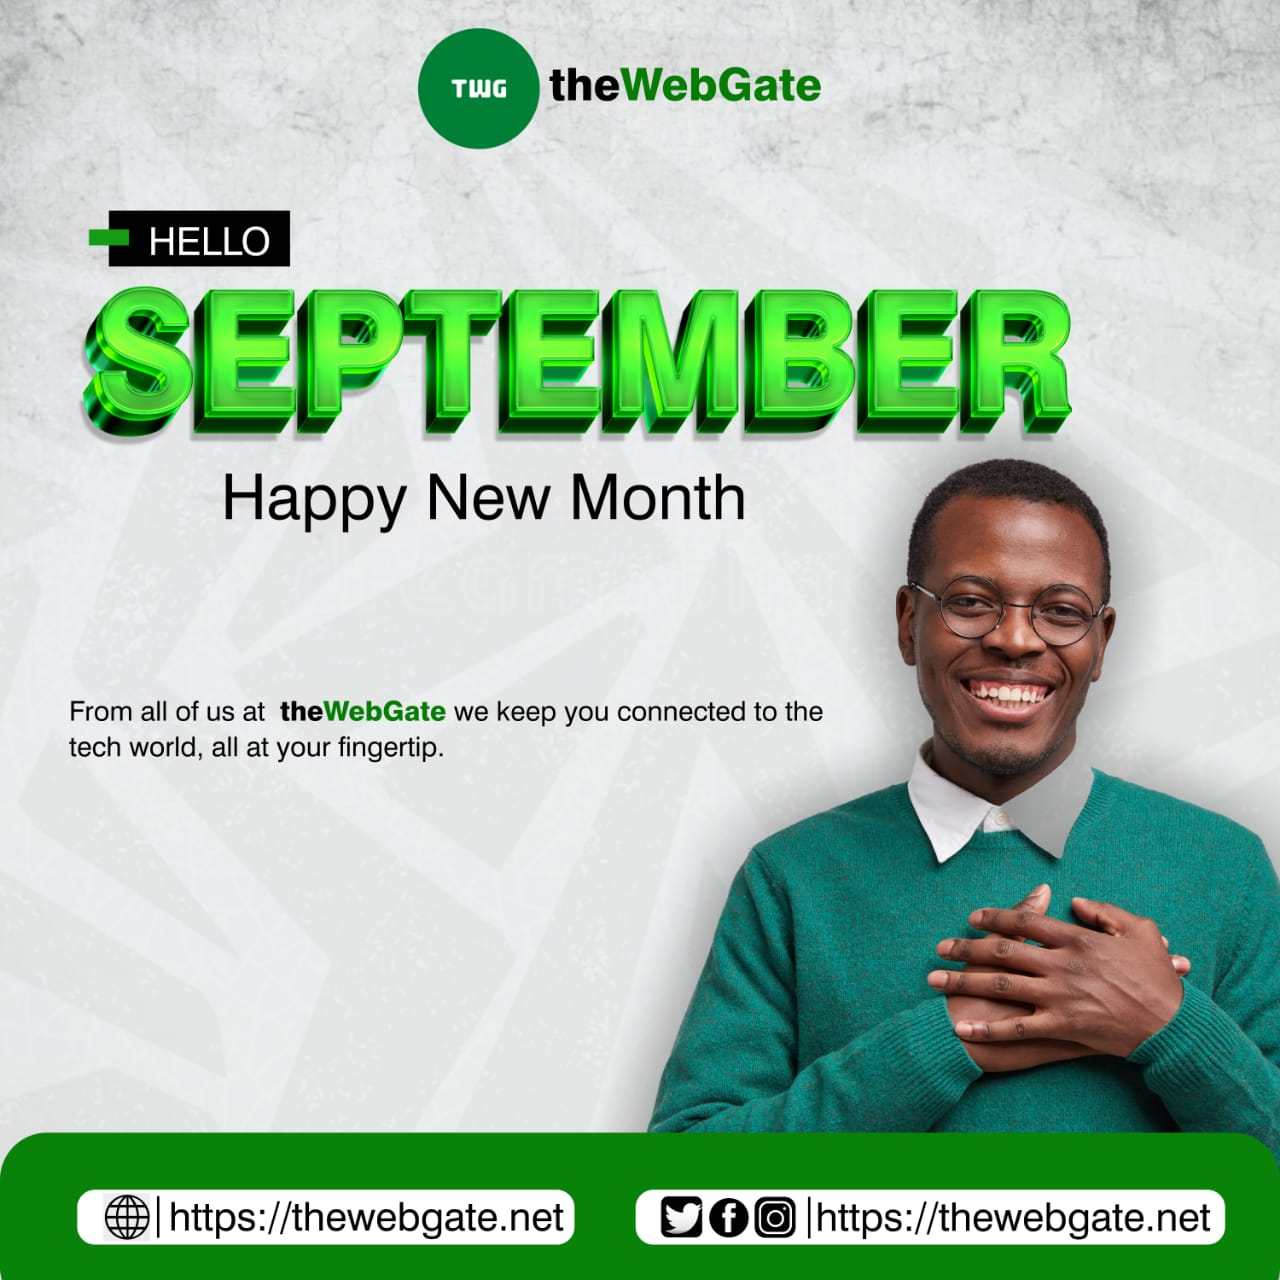 TWG theWebGate
HELLO
SEPTEMBER
Happy New Month
From all of us at theWebGate we keep you connected to the
tech world, all at your fingertip.
|https://thewebgate.net
|https://thewebgate.net